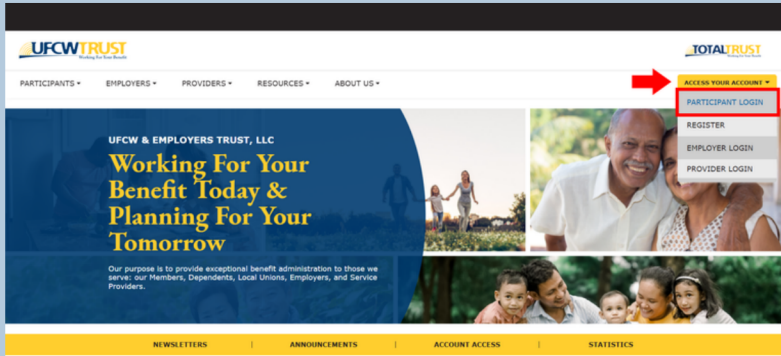 UFCWTRUST
Working for Your Benefit
TOTALTRUST
PARTICIPANTS
EMPLOYERS
PROVIDERS
RESOURCES
ABOUT US
ACCESS YOUR ACCOUNT
PARTICIPANT LOGIN
REGISTER
EMPLOYER LOGIN
PROVIDER LOGIN
UFCW & EMPLOYERS TRUST, LLC
Working For Your
Benefit Today &
Planning For Your
Tomorrow
Our purpose is to provide exceptional benefit administration to those we
serve: our Members, Dependents, Local Unions, Employers, and Service
Providers.
NEWSLETTERS | ANNOUNCEMENTS | ACCOUNT ACCESS | STATISTICS